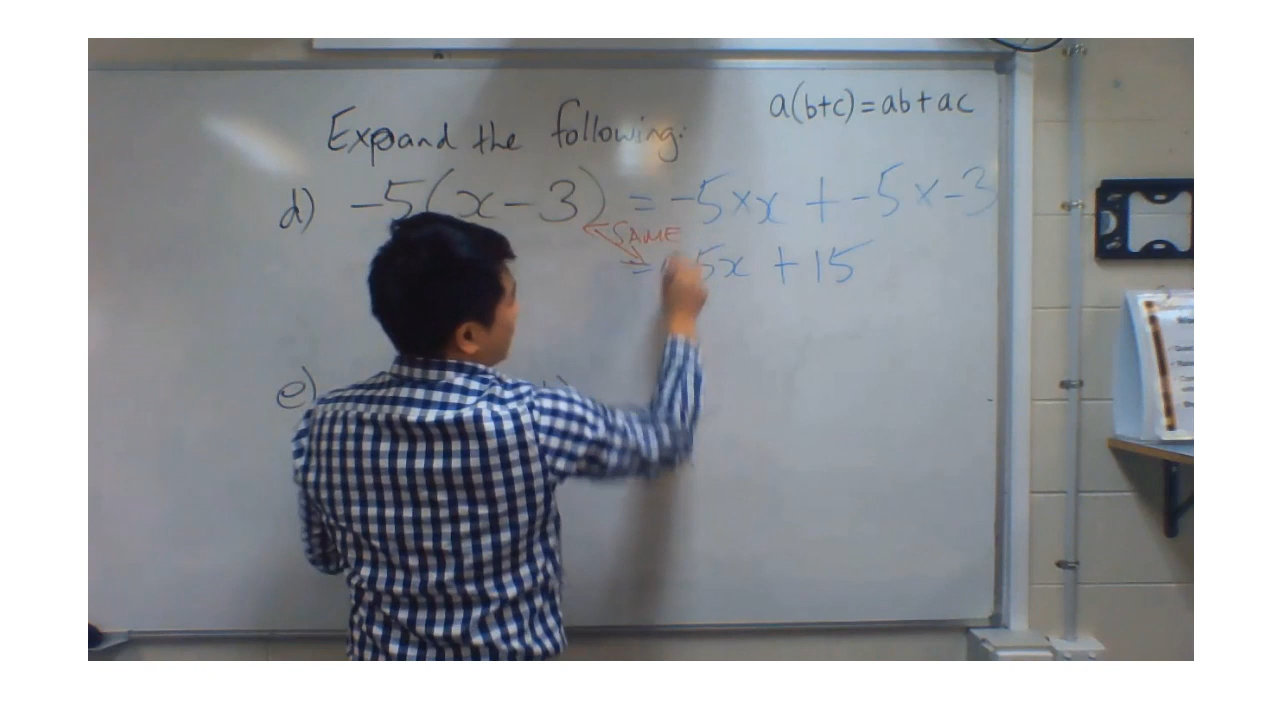 a(b+c)=ab+ac
Expand the following:
d) -5(x-3) = -5×x + -5×-3
SAME
= 5x + 15
e)